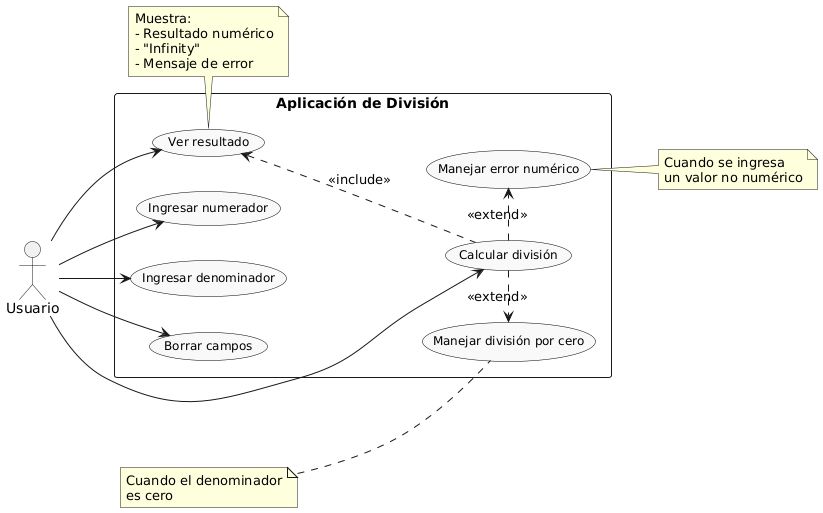 Muestra:
- Resultado numérico
- "Infinity"
- Mensaje de error
Aplicación de División
Ver resultado
Manejar error numérico
Cuando se ingresa
un valor no numérico
«include»
Ingresar numerador
«extend»
Calcular división
Ingresar denominador
Usuario
«extend»
Manejar división por cero
Borrar campos
Cuando el denominador
es cero